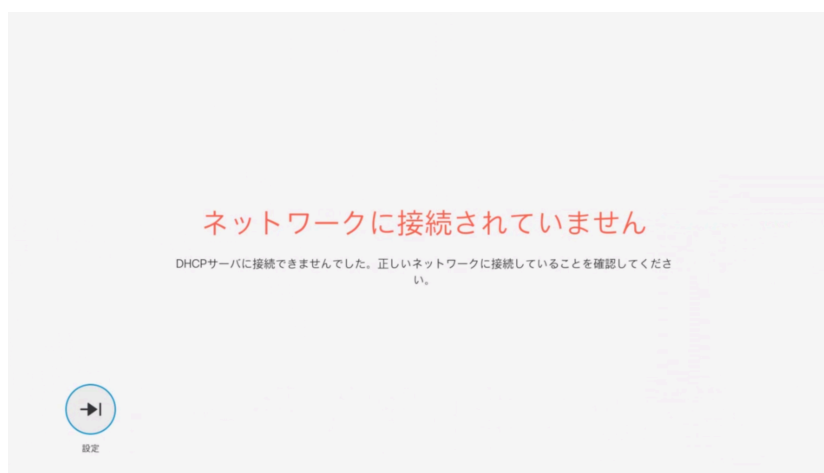 ネットワークに接続されていません
DHCPサーバに接続できませんでした。正しいネットワークに接続していることを確認してくださ
い。
設定